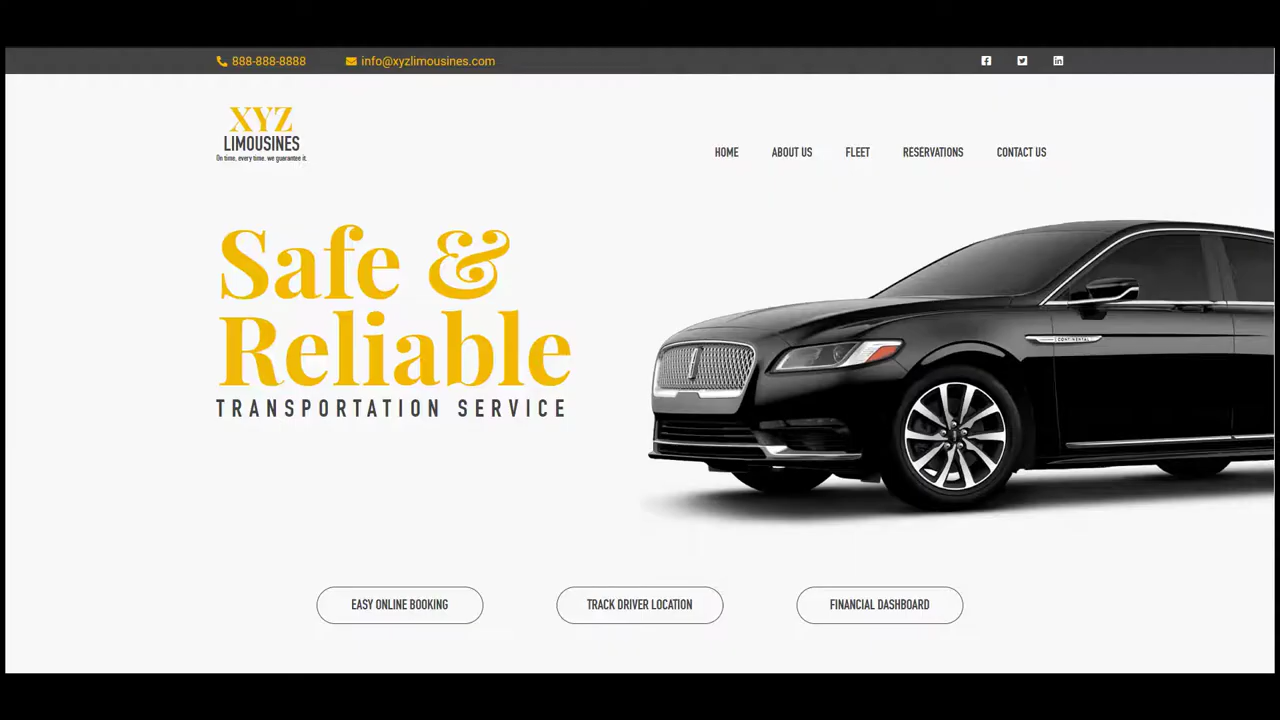 888-888-8888 info@xyzlimousines.com
XYZ
LIMOUSINES
On time, every time, we guarantee it.
HOME ABOUT US FLEET RESERVATIONS CONTACT US
Safe &
Reliable
TRANSPORTATION SERVICE
CONTINENTAL
EASY ONLINE BOOKING TRACK DRIVER LOCATION FINANCIAL DASHBOARD